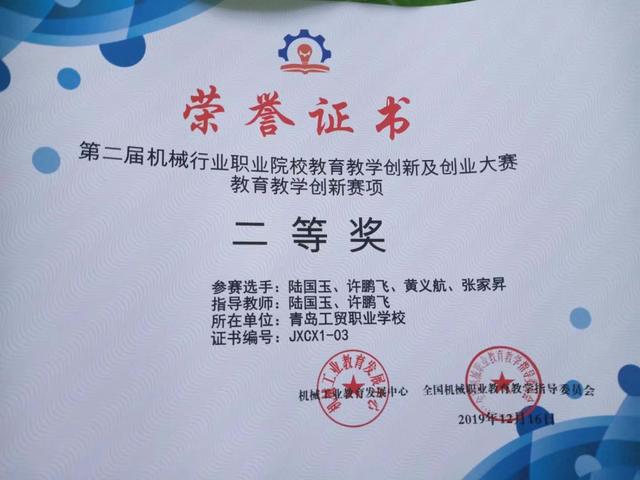 荣誉证书
第二届机械行业职业院校教育教学创新及创业大赛
教育教学创新赛项
二等奖
参赛选手：陆国玉、许鹏飞、黄义航、张家昇
指导教师：陆国玉、许鹏飞
所在单位：青岛工贸职业学校
证书编号：JXCX1-03
机械工业教育发展中心 全国机械职业教育教学指导委员会
2019年12月16日